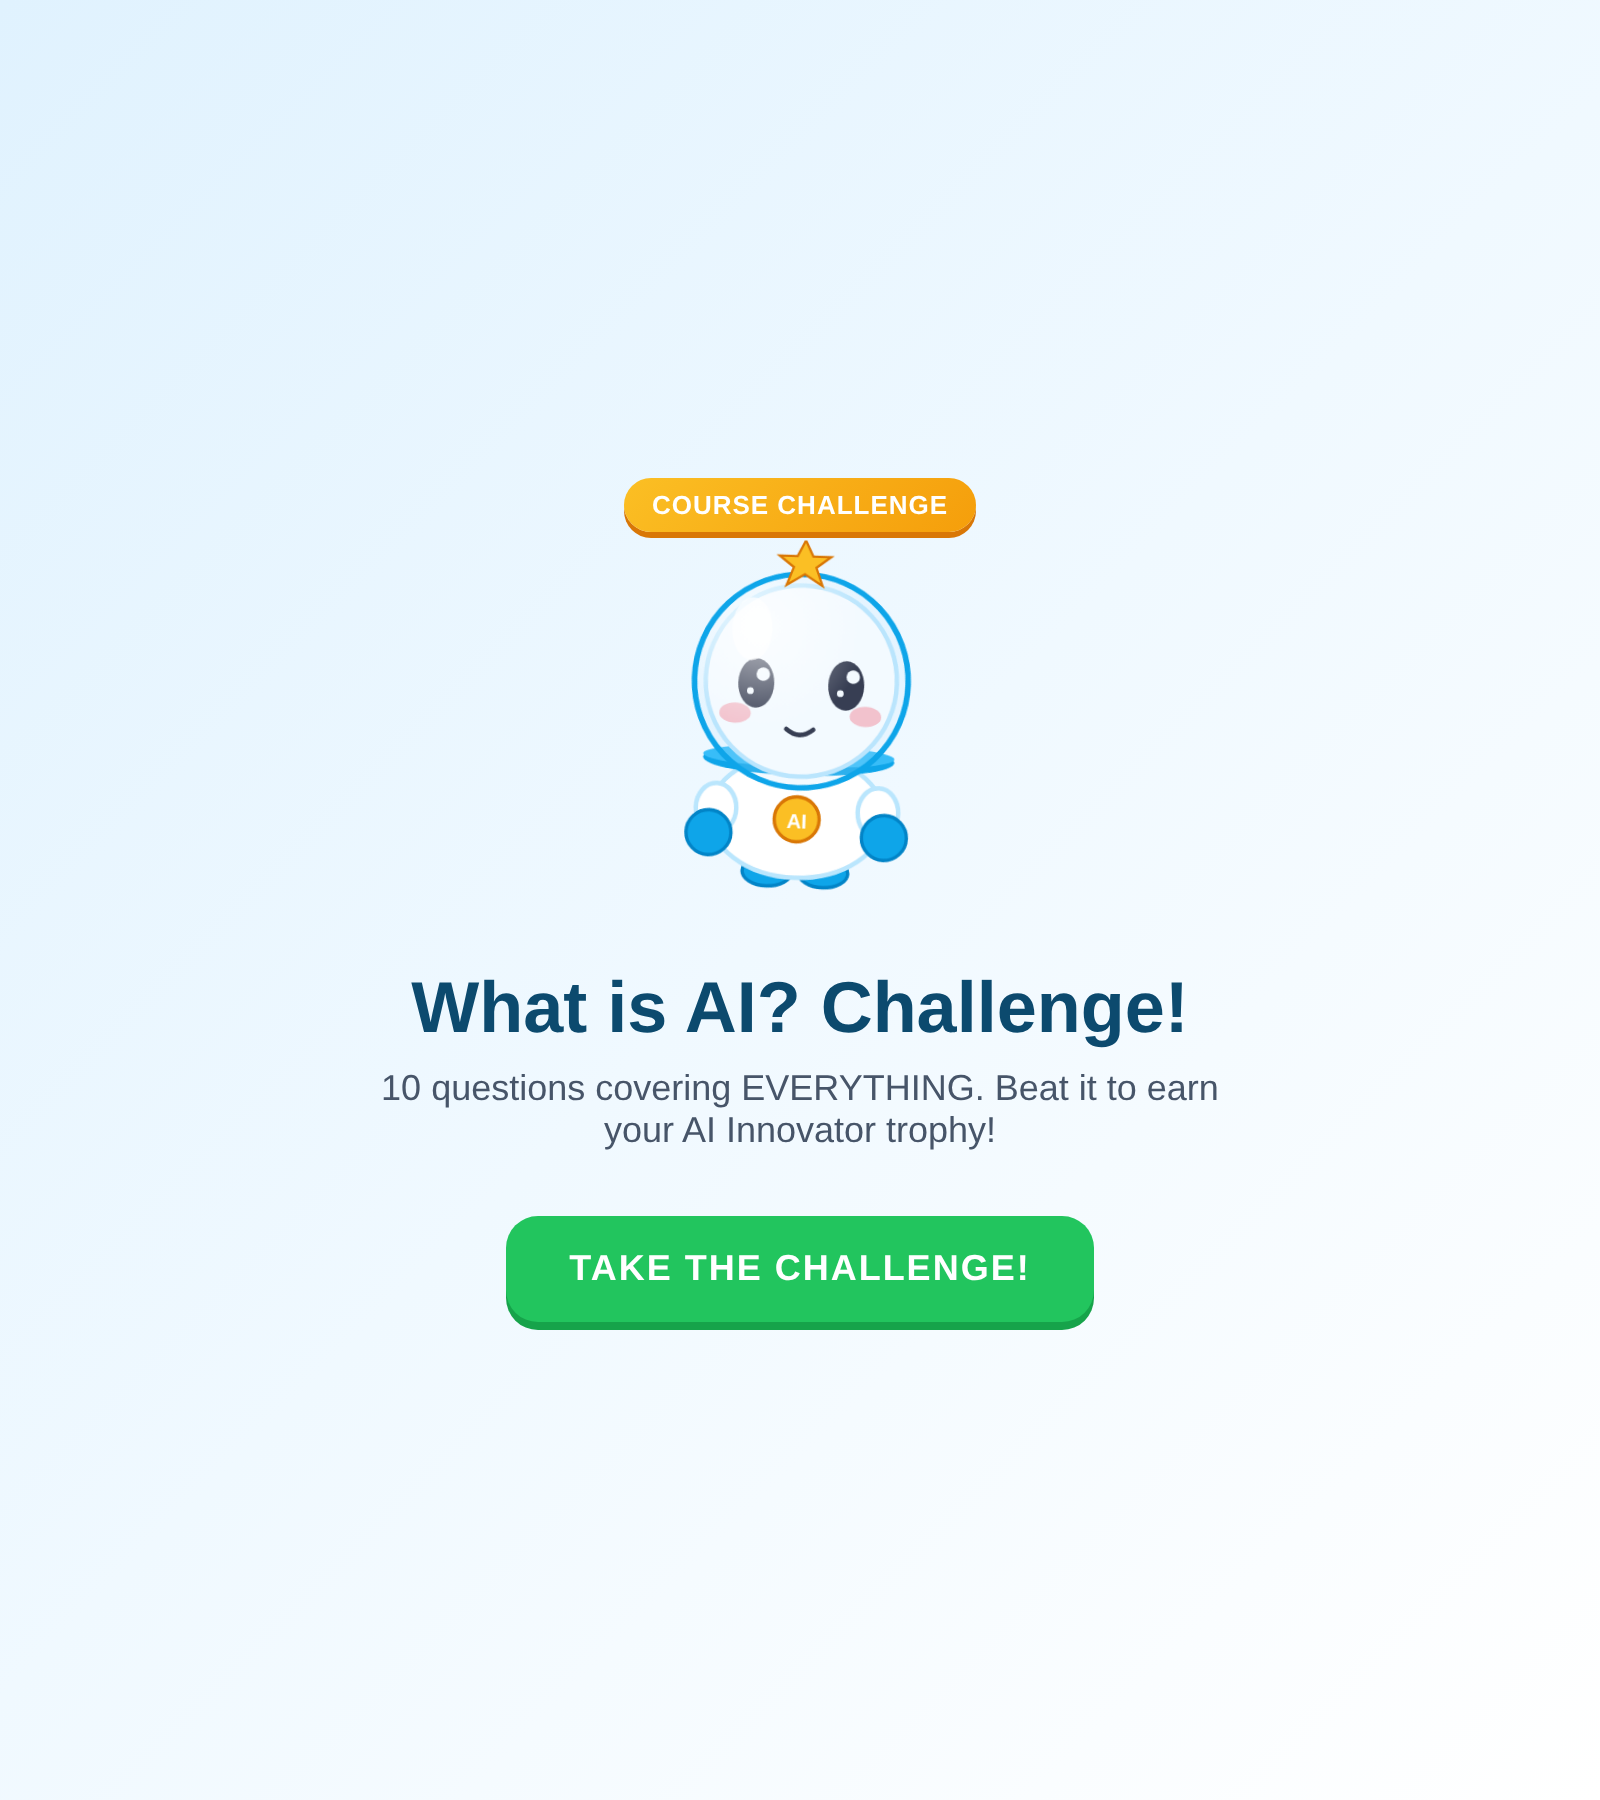 COURSE CHALLENGE
AI
What is AI? Challenge!
10 questions covering EVERYTHING. Beat it to earn
your AI Innovator trophy!
TAKE THE CHALLENGE!